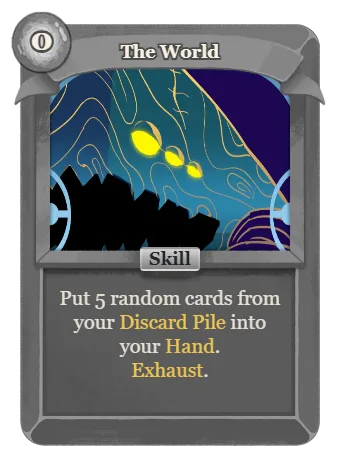 0
The World
Skill
Put 5 random cards from
your Discard Pile into
your Hand.
Exhaust.